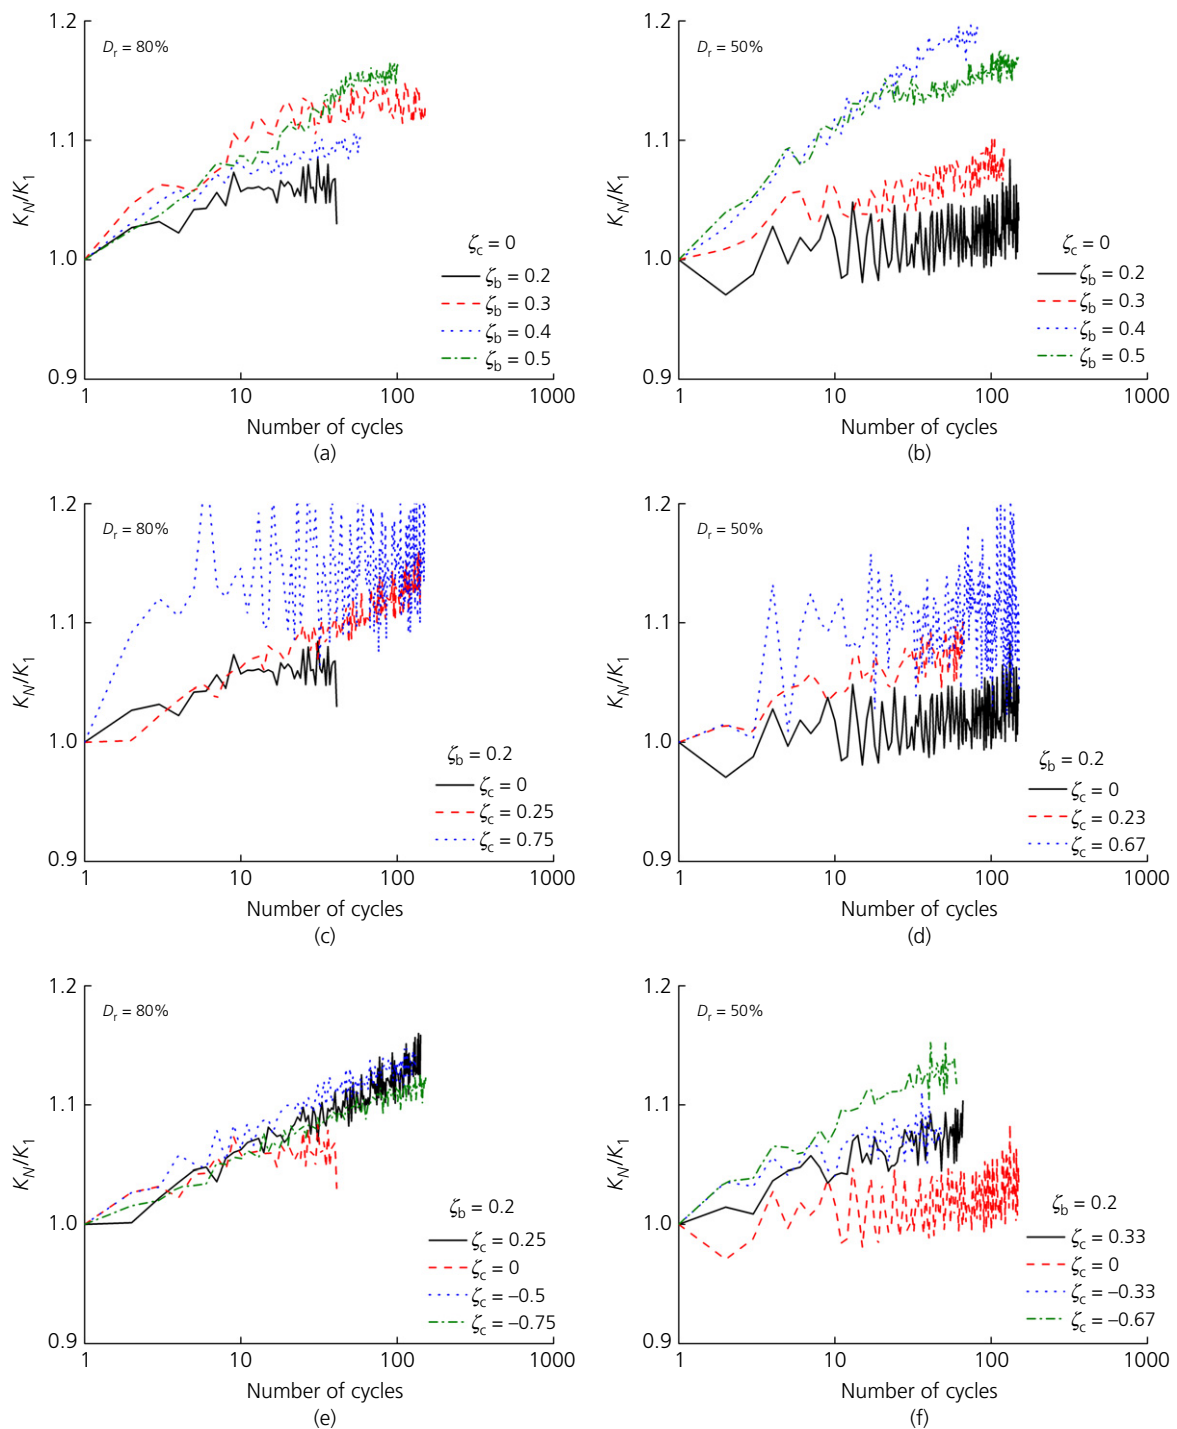 1.2
D_r = 80%
1.1
K_N/K_1
1.0
ζ_c = 0
ζ_b = 0.2
ζ_b = 0.3
ζ_b = 0.4
ζ_b = 0.5
0.9
1 10 100 1000
Number of cycles
(a)
1.2
D_r = 50%
1.1
K_N/K_1
1.0
ζ_c = 0
ζ_b = 0.2
ζ_b = 0.3
ζ_b = 0.4
ζ_b = 0.5
0.9
1 10 100 1000
Number of cycles
(b)
1.2
D_r = 80%
1.1
K_N/K_1
1.0
ζ_b = 0.2
ζ_c = 0
ζ_c = 0.25
ζ_c = 0.75
0.9
1 10 100 1000
Number of cycles
(c)
1.2
D_r = 50%
1.1
K_N/K_1
1.0
ζ_b = 0.2
ζ_c = 0
ζ_c = 0.23
ζ_c = 0.67
0.9
1 10 100 1000
Number of cycles
(d)
1.2
D_r = 80%
1.1
K_N/K_1
1.0
ζ_b = 0.2
ζ_c = 0.25
ζ_c = 0
ζ_c = −0.5
ζ_c = −0.75
0.9
1 10 100 1000
Number of cycles
(e)
1.2
D_r = 50%
1.1
K_N/K_1
1.0
ζ_b = 0.2
ζ_c = 0.33
ζ_c = 0
ζ_c = −0.33
ζ_c = −0.67
0.9
1 10 100 1000
Number of cycles
(f)